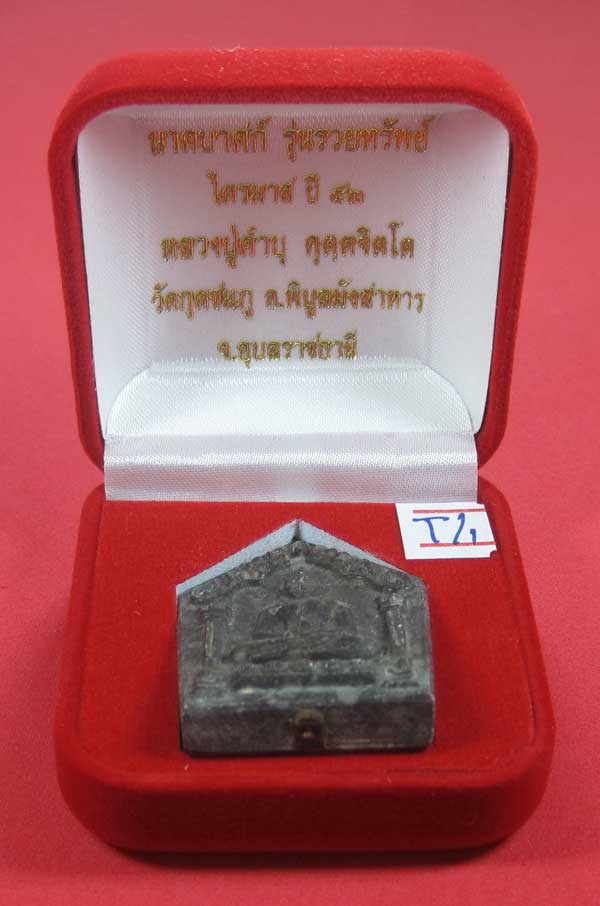 นาคบาศก์ รุ่นรวยทรัพย์
ไตรมาส ปี ๕๓
หลวงปู่คำบุ คุตฺตจิตฺโต
วัดกุดชมภู อ.พิบูลมังสาหาร
จ.อุบลราชธานี